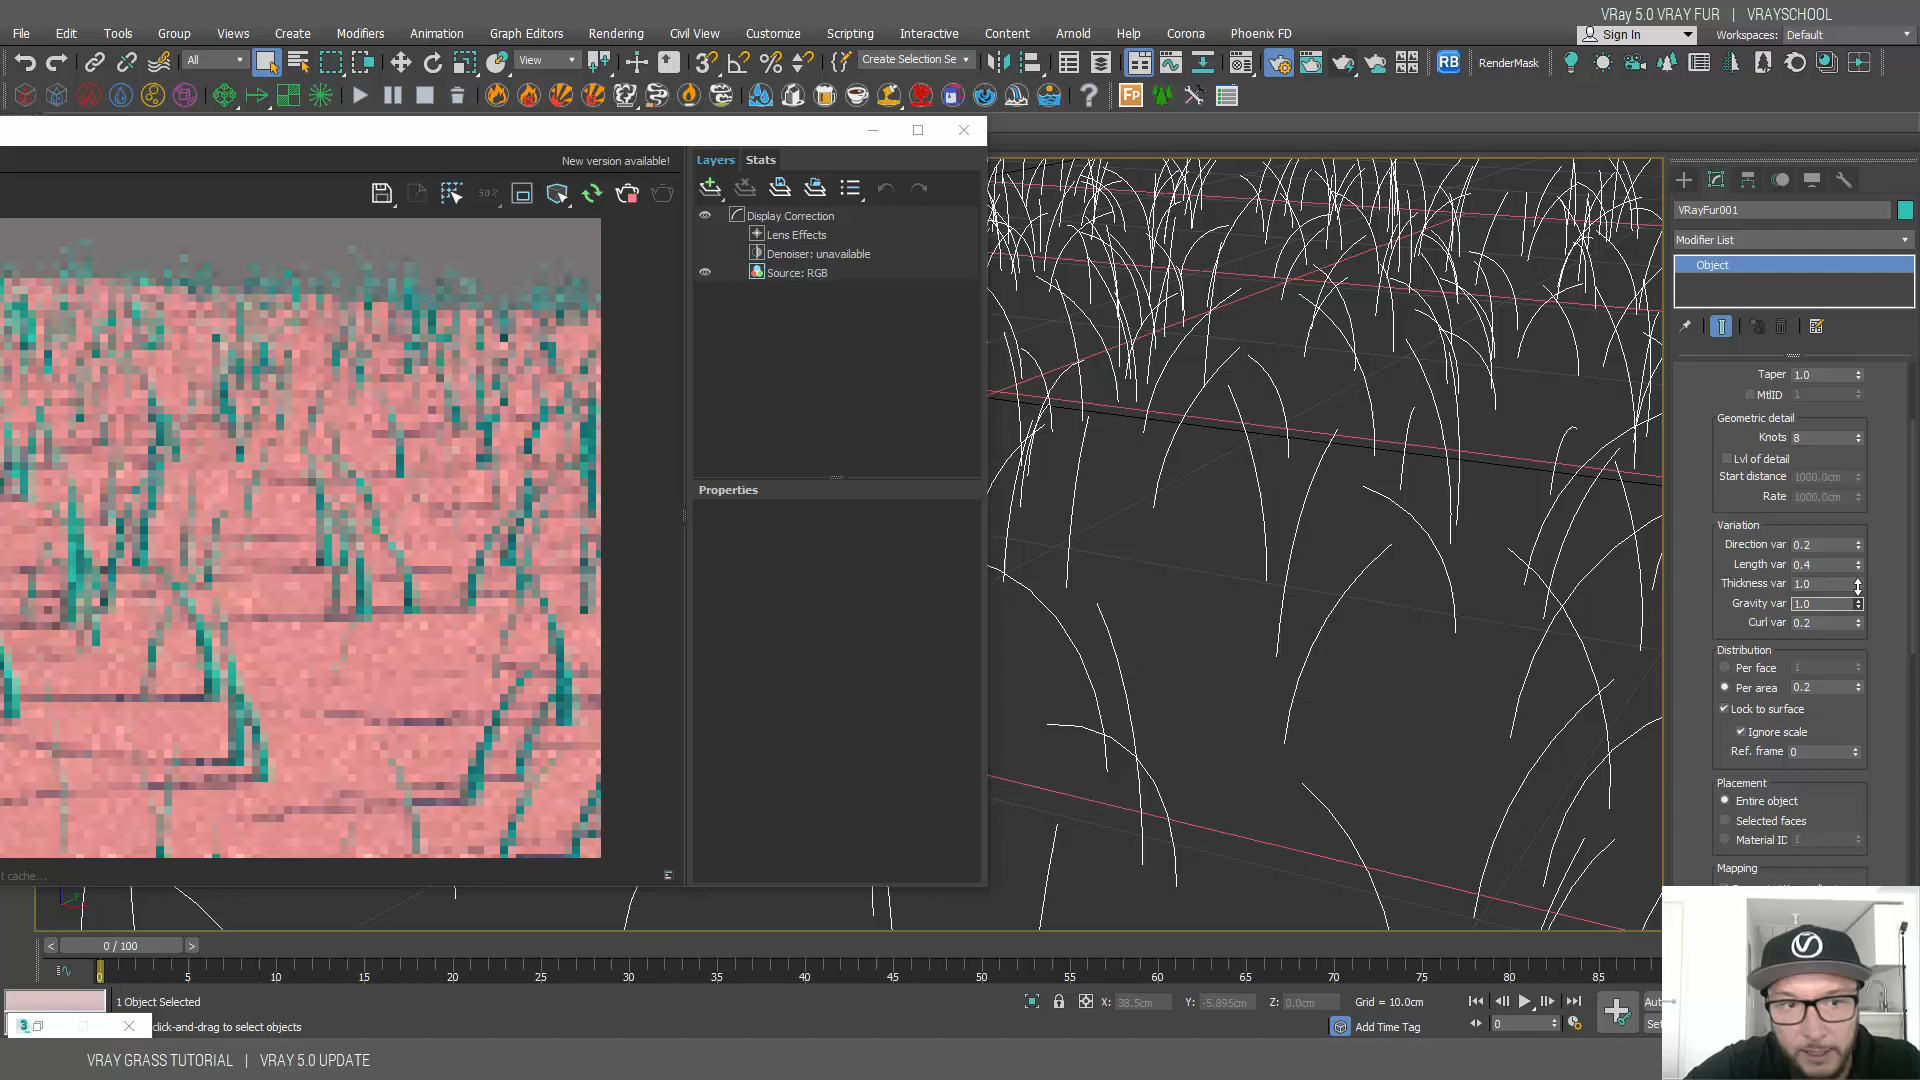 VRay 5.0 VRAY FUR | VRAYSCHOOL
File Edit Tools Group Views Create Modifiers Animation Graph Editors Rendering Civil View Customize Scripting Interactive Content Arnold Help Corona Phoenix FD
Sign In Workspaces: Default
All View Create Selection Se RB RenderMask
Fp
New version available!
Layers Stats
50%
Display Correction
Lens Effects
Denoiser: unavailable
Source: RGB
Properties
t cache...
VRayFur001
Modifier List
Object
Taper 1.0
MtlID 1
Geometric detail
Knots 8
Lvl of detail
Start distance 1000.0cm
Rate 1000.0cm
Variation
Direction var 0.2
Length var 0.4
Thickness var 1.0
Gravity var 1.0
Curl var 0.2
Distribution
Per face 1
Per area 0.2
Lock to surface
Ignore scale
Ref. frame 0
Placement
Entire object
Selected faces
Material ID 1
Mapping
< 0 / 100 >
0 5 10 15 20 25 30 35 40 45 50 55 60 65 70 75 80 85
1 Object Selected
X: 38.5cm Y: -5.895cm Z: 0.0cm Grid = 10.0cm
Aut
click-and-drag to select objects
Add Time Tag
0
Set
VRAY GRASS TUTORIAL | VRAY 5.0 UPDATE